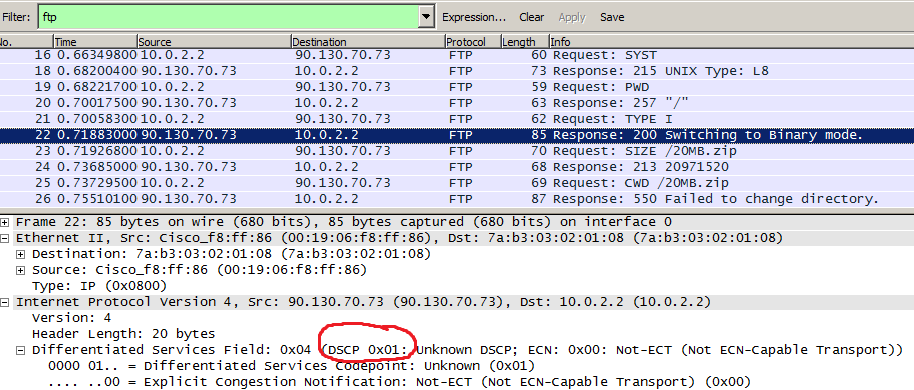 Filter: ftp Expression... Clear Apply Save
No. Time Source Destination Protocol Length Info
16 0.66349800 10.0.2.2 90.130.70.73 FTP 60 Request: SYST
18 0.68200400 90.130.70.73 10.0.2.2 FTP 73 Response: 215 UNIX Type: L8
19 0.68221700 10.0.2.2 90.130.70.73 FTP 59 Request: PWD
20 0.70017500 90.130.70.73 10.0.2.2 FTP 63 Response: 257 "/"
21 0.70058300 10.0.2.2 90.130.70.73 FTP 62 Request: TYPE I
22 0.71883000 90.130.70.73 10.0.2.2 FTP 85 Response: 200 Switching to Binary mode.
23 0.71926800 10.0.2.2 90.130.70.73 FTP 70 Request: SIZE /20MB.zip
24 0.73685000 90.130.70.73 10.0.2.2 FTP 68 Response: 213 20971520
25 0.73729500 10.0.2.2 90.130.70.73 FTP 69 Request: CWD /20MB.zip
26 0.75510100 90.130.70.73 10.0.2.2 FTP 87 Response: 550 Failed to change directory.
Frame 22: 85 bytes on wire (680 bits), 85 bytes captured (680 bits) on interface 0
Ethernet II, Src: Cisco_f8:ff:86 (00:19:06:f8:ff:86), Dst: 7a:b3:03:02:01:08 (7a:b3:03:02:01:08)
Destination: 7a:b3:03:02:01:08 (7a:b3:03:02:01:08)
Source: Cisco_f8:ff:86 (00:19:06:f8:ff:86)
Type: IP (0x0800)
Internet Protocol Version 4, Src: 90.130.70.73 (90.130.70.73), Dst: 10.0.2.2 (10.0.2.2)
Version: 4
Header Length: 20 bytes
Differentiated Services Field: 0x04 (DSCP 0x01: Unknown DSCP; ECN: 0x00: Not-ECT (Not ECN-Capable Transport))
0000 01.. = Differentiated Services Codepoint: Unknown (0x01)
.... ..00 = Explicit Congestion Notification: Not-ECT (Not ECN-Capable Transport) (0x00)